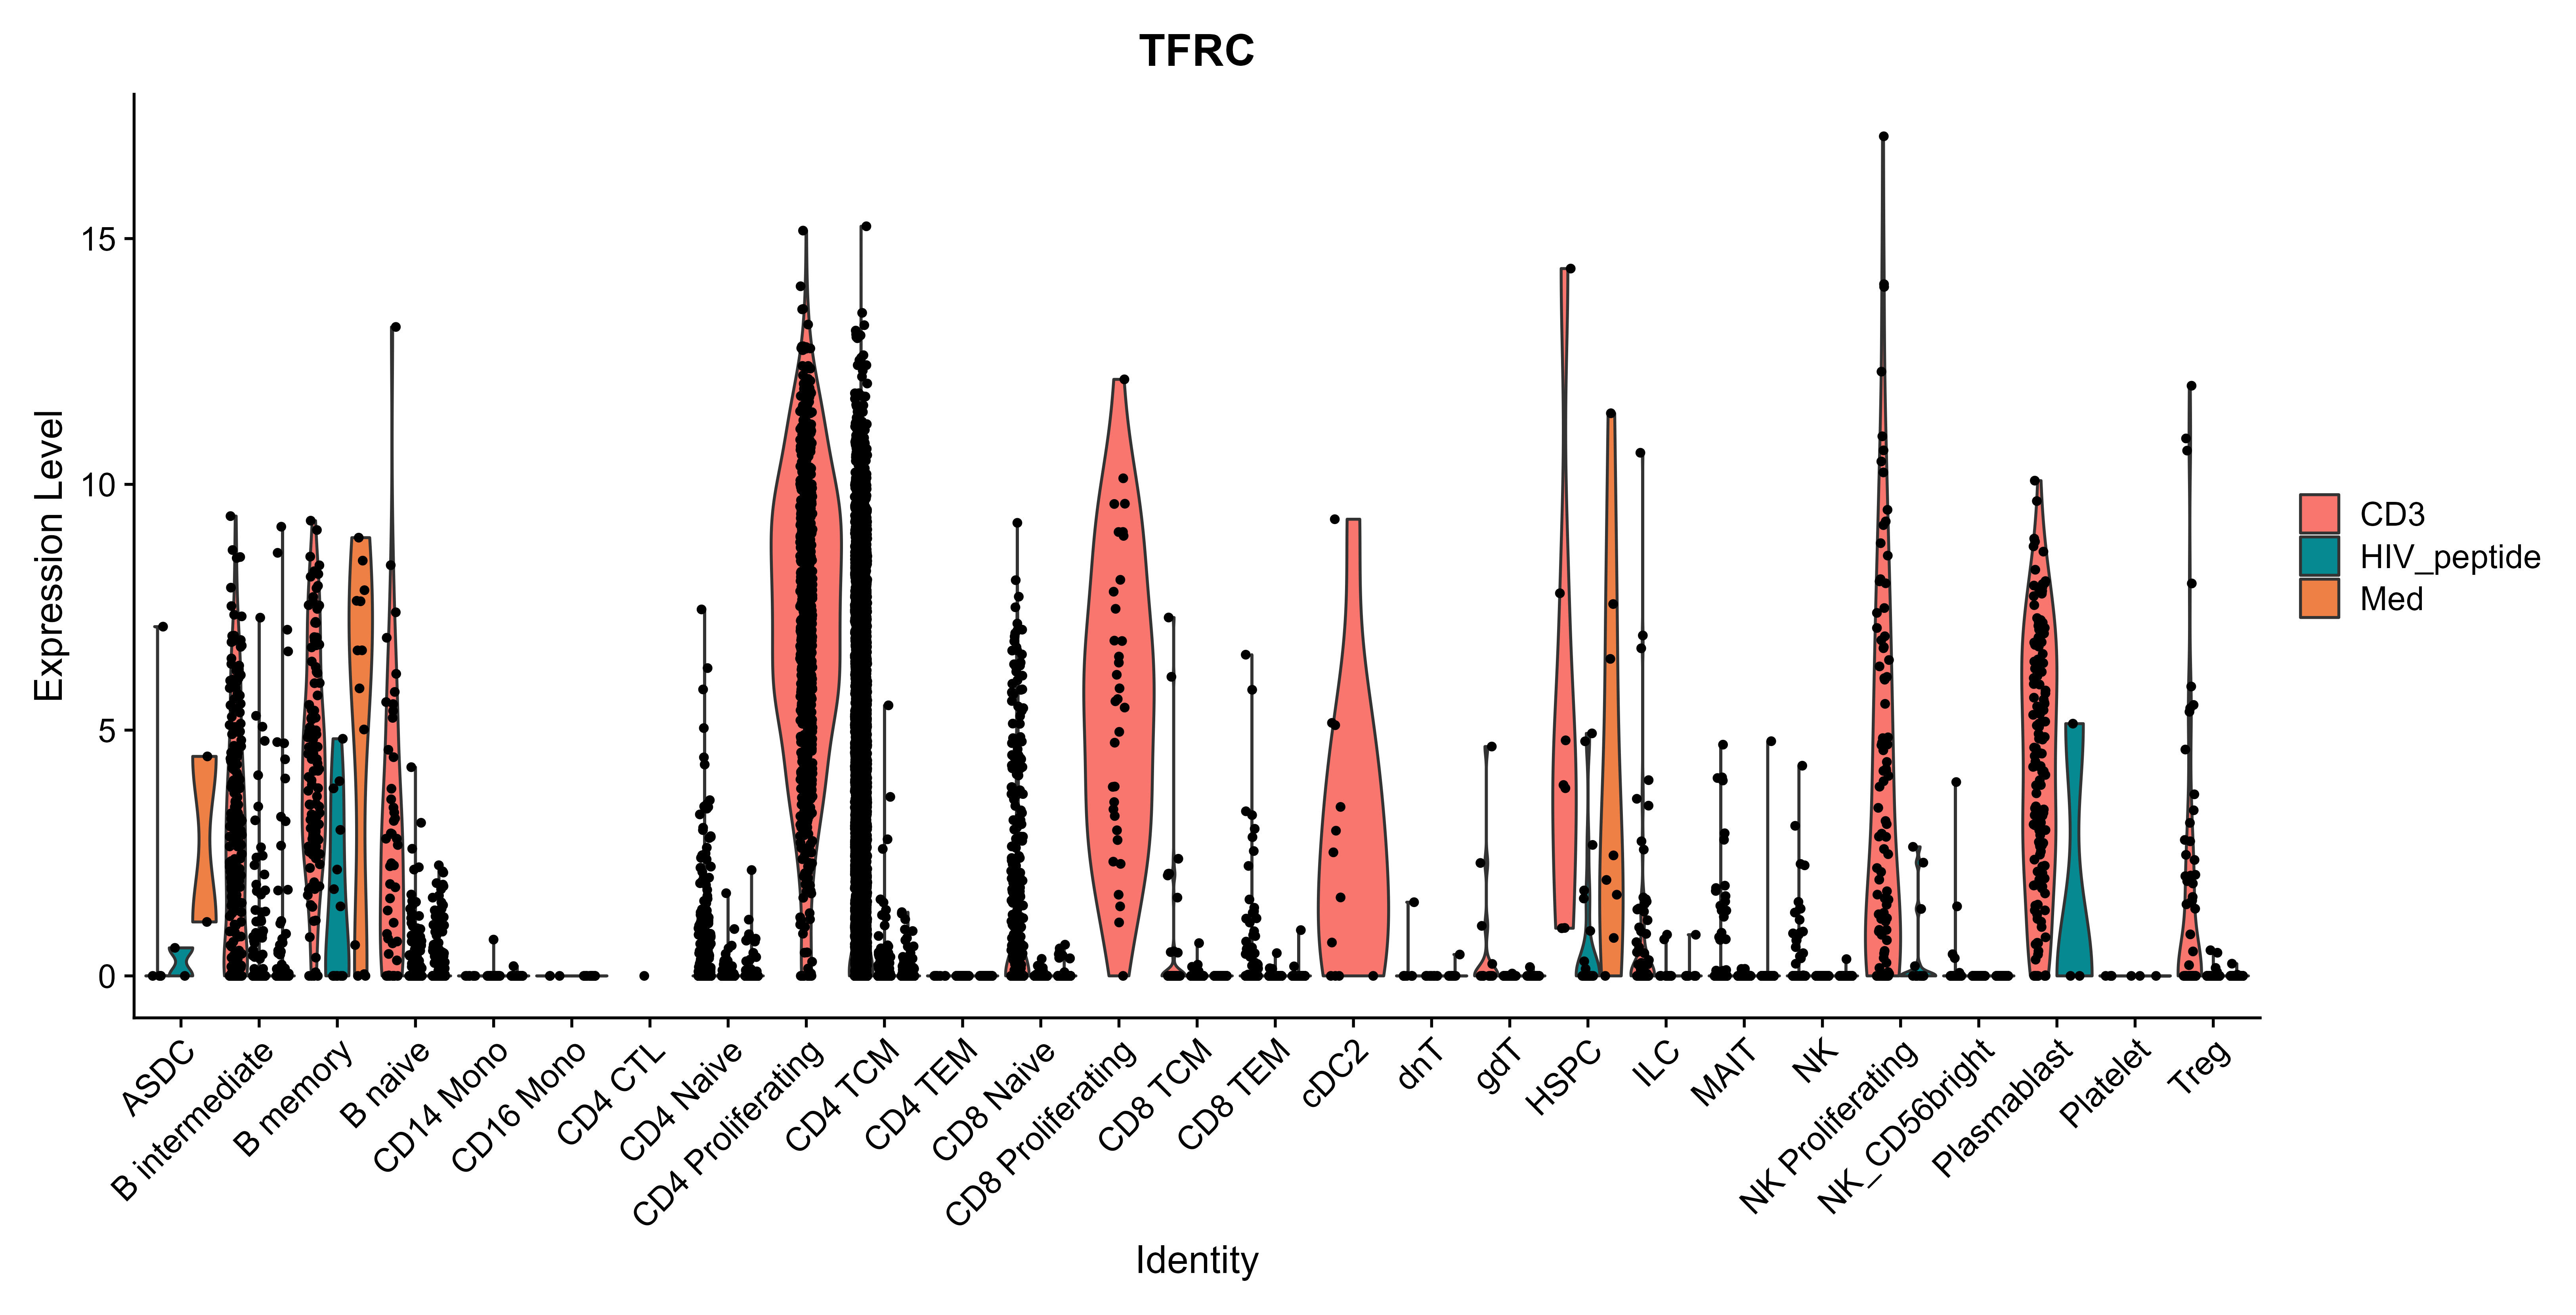 TFRC
Expression Level
15
10
5
0
ASDC
B intermediate
B memory
B naive
CD14 Mono
CD16 Mono
CD4 CTL
CD4 Naive
CD4 Proliferating
CD4 TCM
CD4 TEM
CD8 Naive
CD8 Proliferating
CD8 TCM
CD8 TEM
cDC2
dnT
gdT
HSPC
ILC
MAIT
NK
NK Proliferating
NK_CD56bright
Plasmablast
Platelet
Treg
Identity
CD3
HIV_peptide
Med